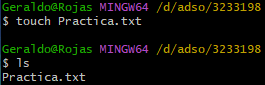 Geraldo@Rojas MINGW64 /d/adso/3233198
$ touch Practica.txt
Geraldo@Rojas MINGW64 /d/adso/3233198
$ ls
Practica.txt